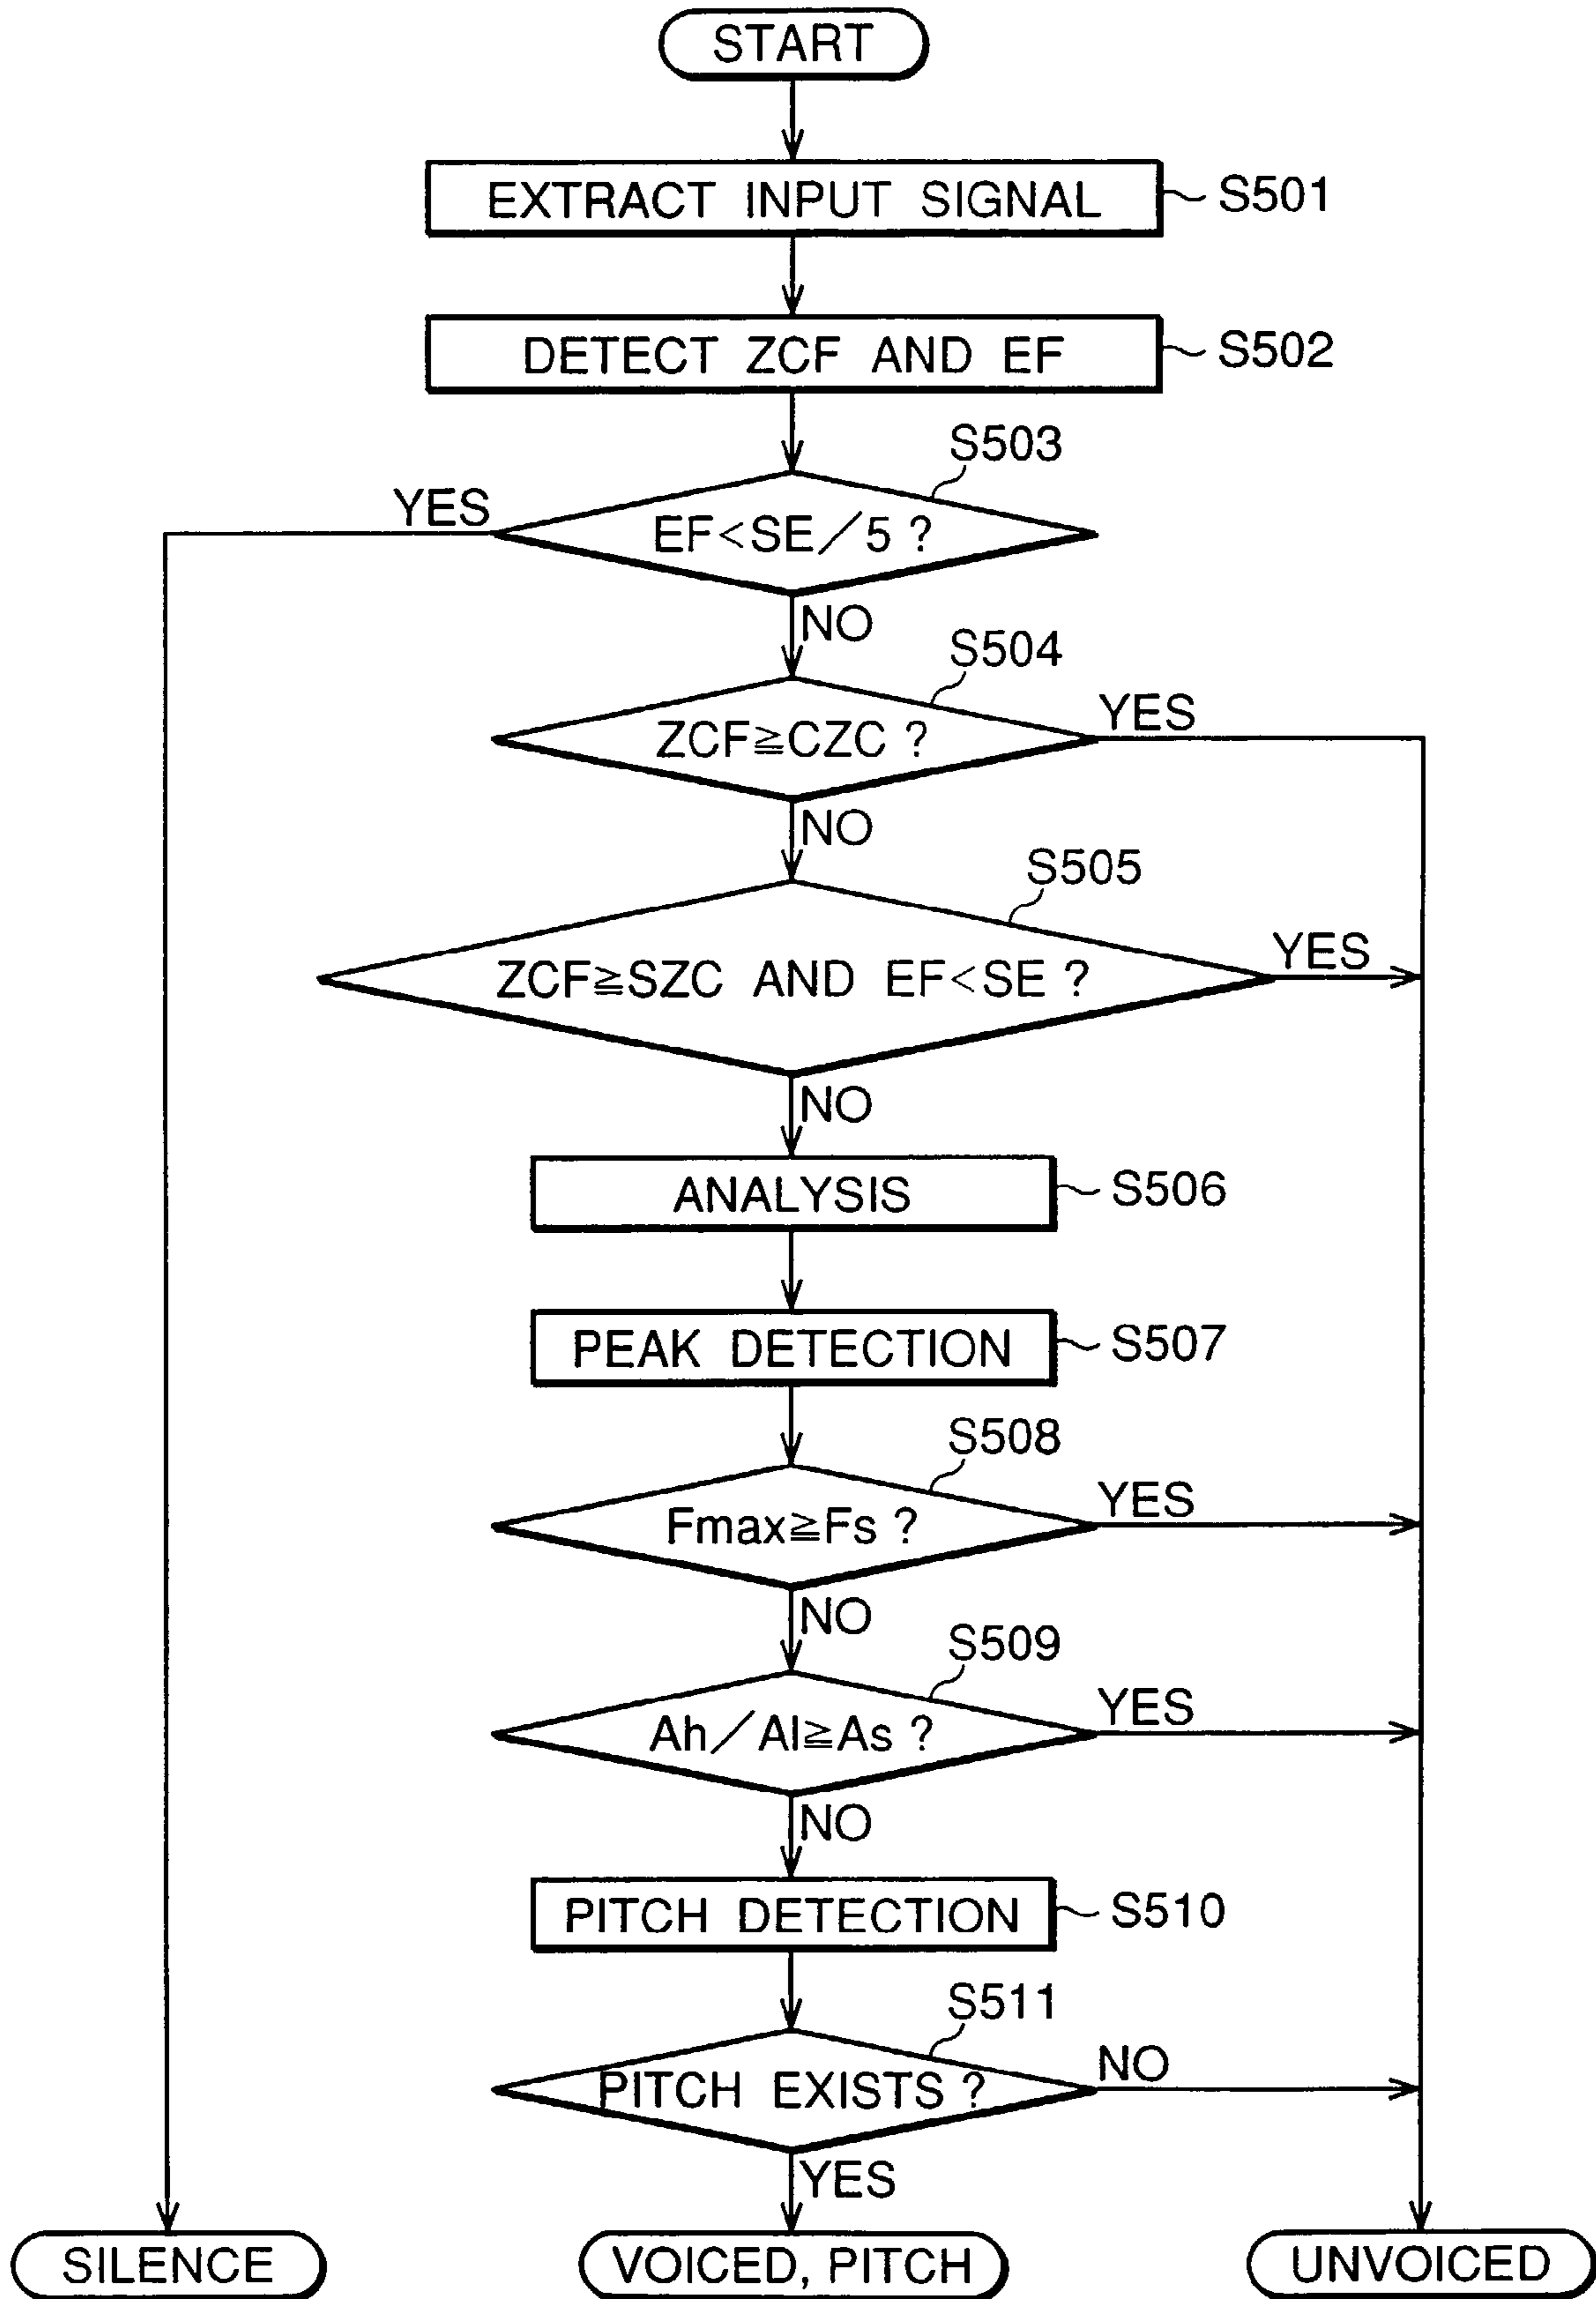 START
EXTRACT INPUT SIGNAL
S501
DETECT ZCF AND EF
S502
S503
YES
EF<SE/5 ?
NO
S504
YES
ZCF≧CZC ?
NO
S505
YES
ZCF≧SZC AND EF<SE ?
NO
ANALYSIS
S506
PEAK DETECTION
S507
S508
YES
Fmax≧Fs ?
NO
S509
YES
Ah/Al≧As ?
NO
PITCH DETECTION
S510
S511
NO
PITCH EXISTS ?
YES
SILENCE
VOICED, PITCH
UNVOICED